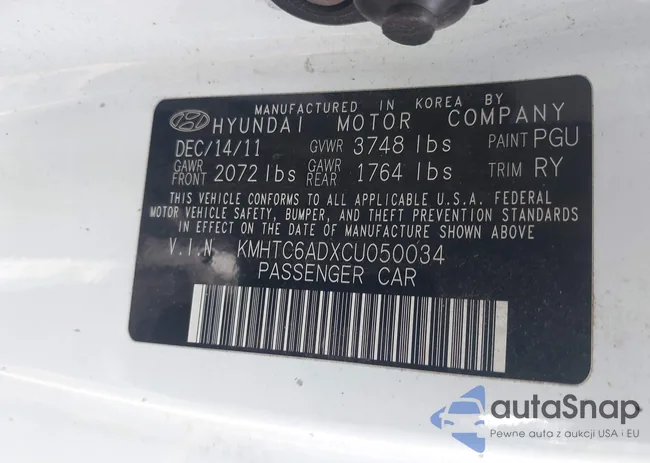 MANUFACTURED IN KOREA BY
HYUNDAI MOTOR COMPANY
DEC/14/11 GVWR 3748 lbs PAINT PGU
GAWR FRONT 2072 lbs GAWR REAR 1764 lbs TRIM RY
THIS VEHICLE CONFORMS TO ALL APPLICABLE U.S.A. FEDERAL
MOTOR VEHICLE SAFETY, BUMPER, AND THEFT PREVENTION STANDARDS
IN EFFECT ON THE DATE OF MANUFACTURE SHOWN ABOVE
V.I.N. KMHTC6ADXCU050034
PASSENGER CAR
autoSnap
Pewne auta z aukcji USA i EU